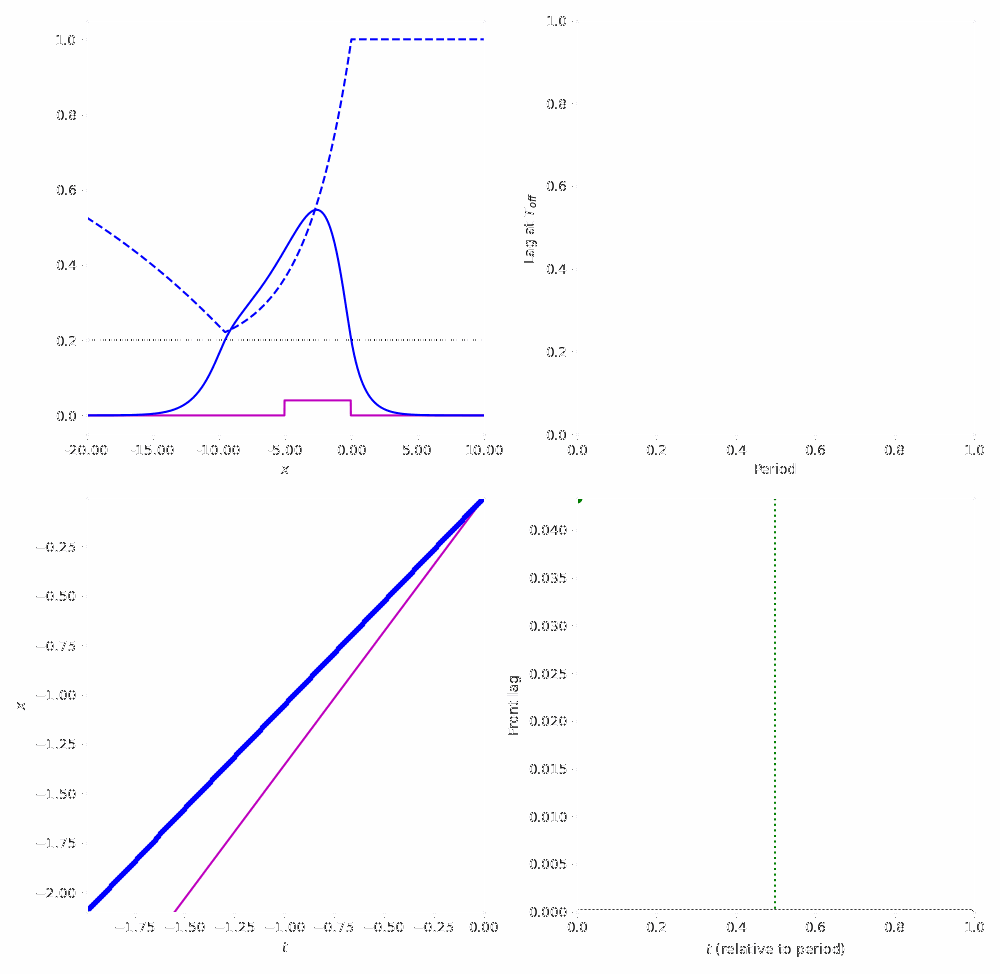 1.0
0.8
0.6
0.4
0.2
0.0
-20.00 -15.00 -10.00 -5.00 0.00 5.00 10.00
x
1.0
0.8
0.6
0.4
0.2
0.0
Lag at t_off
0.0 0.2 0.4 0.6 0.8 1.0
Period
−0.25
−0.50
−0.75
−1.00
−1.25
−1.50
−1.75
−2.00
x
−1.75 −1.50 −1.25 −1.00 −0.75 −0.50 −0.25 0.00
t
0.040
0.035
0.030
0.025
0.020
0.015
0.010
0.005
0.000
Front lag
0.0 0.2 0.4 0.6 0.8 1.0
t (relative to period)